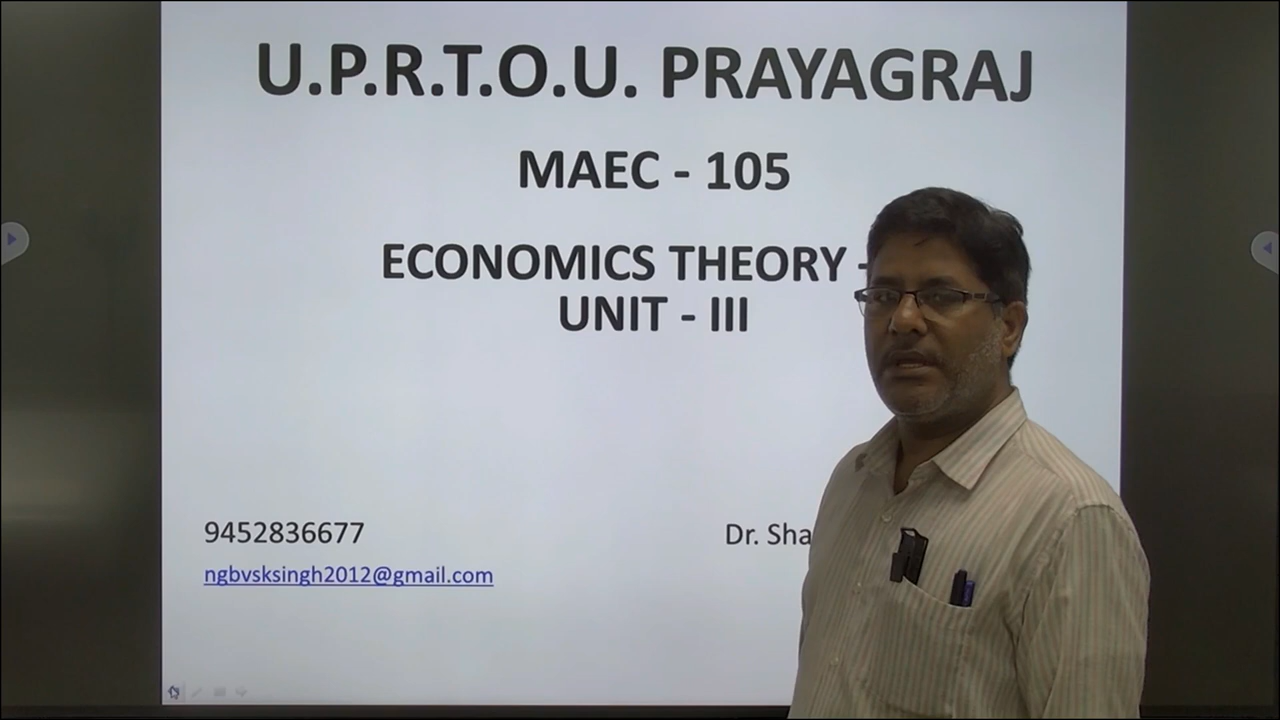 U.P.R.T.O.U. PRAYAGRAJ
MAEC - 105
ECONOMICS THEORY -
UNIT - III
9452836677
Dr. Sha
ngbvsksingh2012@gmail.com